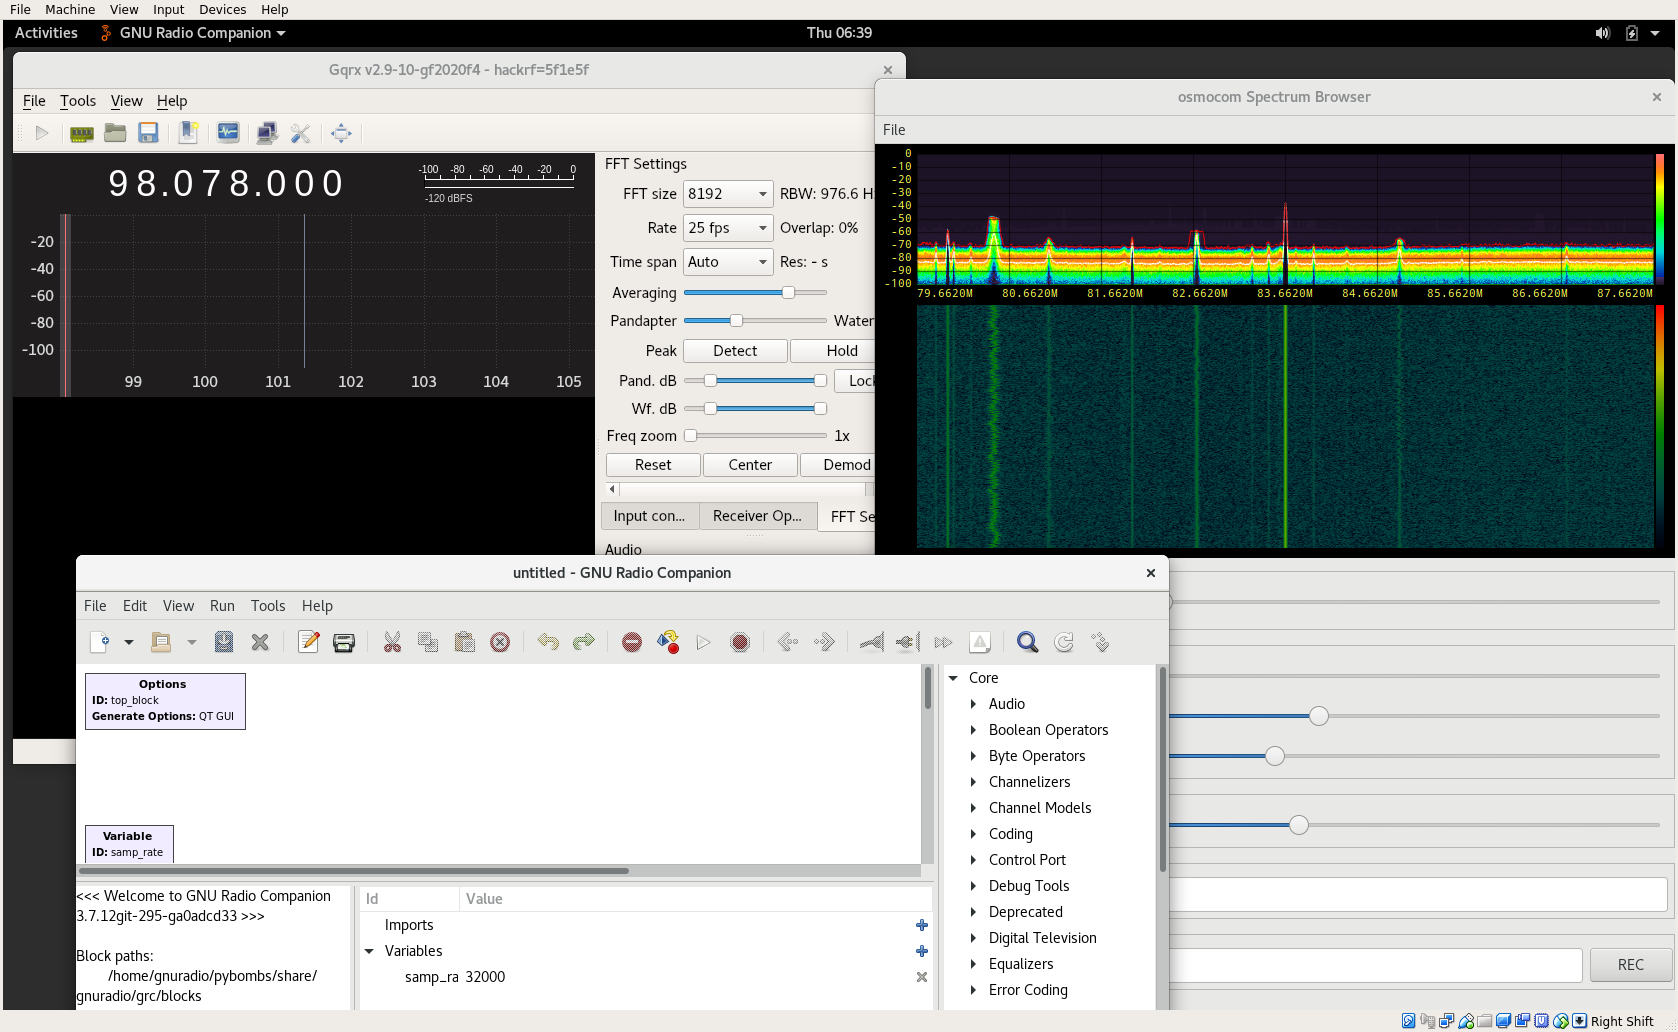 File Machine View Input Devices Help
Activities GNU Radio Companion Thu 06:39
Gqrx v2.9-10-gf2020f4 - hackrf=5f1e5f
File Tools View Help
98.078.000
-100 -80 -60 -40 -20 0
-120 dBFS
-20
-40
-60
-80
-100
99 100 101 102 103 104 105
FFT Settings
FFT size 8192 RBW: 976.6 H
Rate 25 fps Overlap: 0%
Time span Auto Res: - s
Averaging
Pandapter Water
Peak Detect Hold
Pand. dB Lock
Wf. dB
Freq zoom 1x
Reset Center Demod
Input con... Receiver Op... FFT Se
Audio
osmocom Spectrum Browser
File
0
-10
-20
-30
-40
-50
-60
-70
-80
-90
-100
79.6620M 80.6620M 81.6620M 82.6620M 83.6620M 84.6620M 85.6620M 86.6620M 87.6620M
REC
untitled - GNU Radio Companion
File Edit View Run Tools Help
Options
ID: top_block
Generate Options: QT GUI
Variable
ID: samp_rate
Core
Audio
Boolean Operators
Byte Operators
Channelizers
Channel Models
Coding
Control Port
Debug Tools
Deprecated
Digital Television
Equalizers
Error Coding
<<< Welcome to GNU Radio Companion
3.7.12git-295-ga0adcd33 >>>
Block paths:
/home/gnuradio/pybombs/share/
gnuradio/grc/blocks
Id Value
Imports
Variables
samp_ra 32000
Right Shift